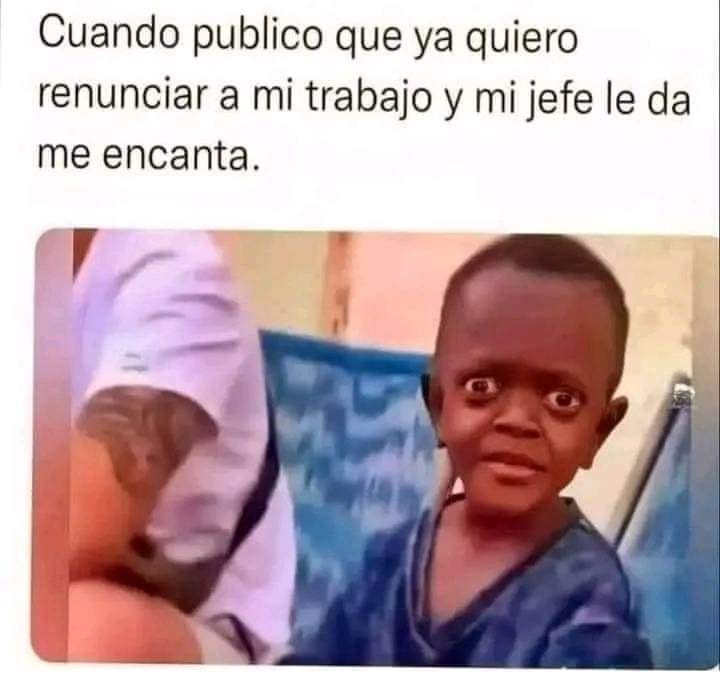 Cuando publico que ya quiero
renunciar a mi trabajo y mi jefe le da
me encanta.